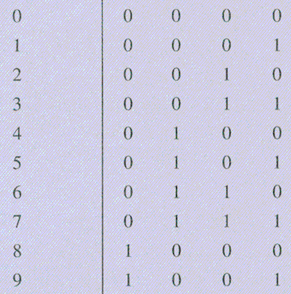 0 0 0 0 0
1 0 0 0 1
2 0 0 1 0
3 0 0 1 1
4 0 1 0 0
5 0 1 0 1
6 0 1 1 0
7 0 1 1 1
8 1 0 0 0
9 1 0 0 1